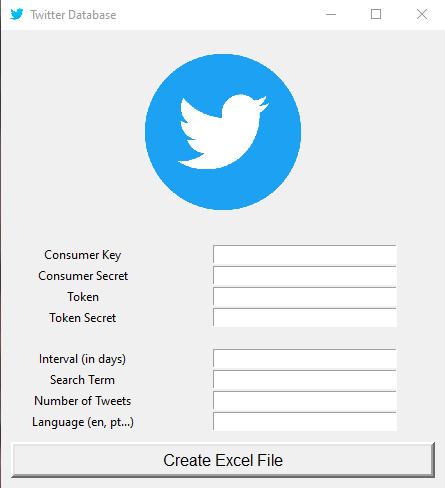 Twitter Database
Consumer Key
Consumer Secret
Token
Token Secret
Interval (in days)
Search Term
Number of Tweets
Language (en, pt...)
Create Excel File